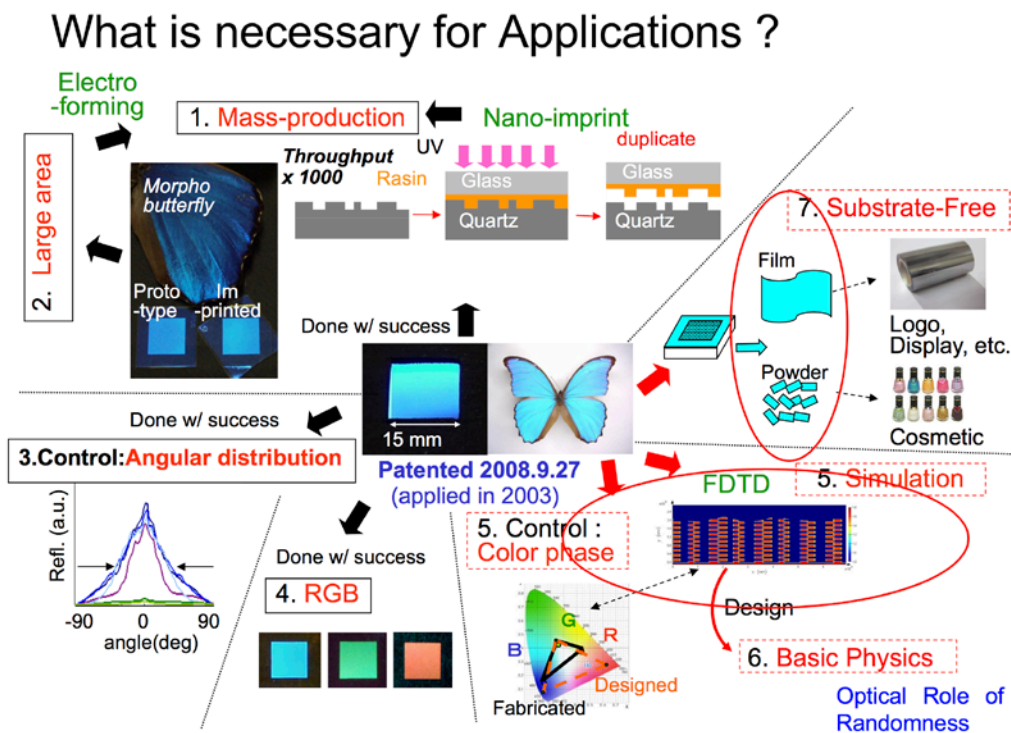 What is necessary for Applications ?
Electro
-forming
1. Mass-production
Nano-imprint
2. Large area
Morpho
butterfly
Proto
-type
Im
-printed
Throughput
x 1000
UV
Rasin
Glass
Quartz
duplicate
Glass
Quartz
Done w/ success
7. Substrate-Free
Film
Powder
Logo,
Display, etc.
Cosmetic
15 mm
Patented 2008.9.27
(applied in 2003)
Done w/ success
3.Control:Angular distribution
Refl. (a.u.)
-90 0 90
angle(deg)
Done w/ success
4. RGB
5. Control :
Color phase
FDTD
5. Simulation
Design
G
R
B
Designed
Fabricated
6. Basic Physics
Optical Role of
Randomness